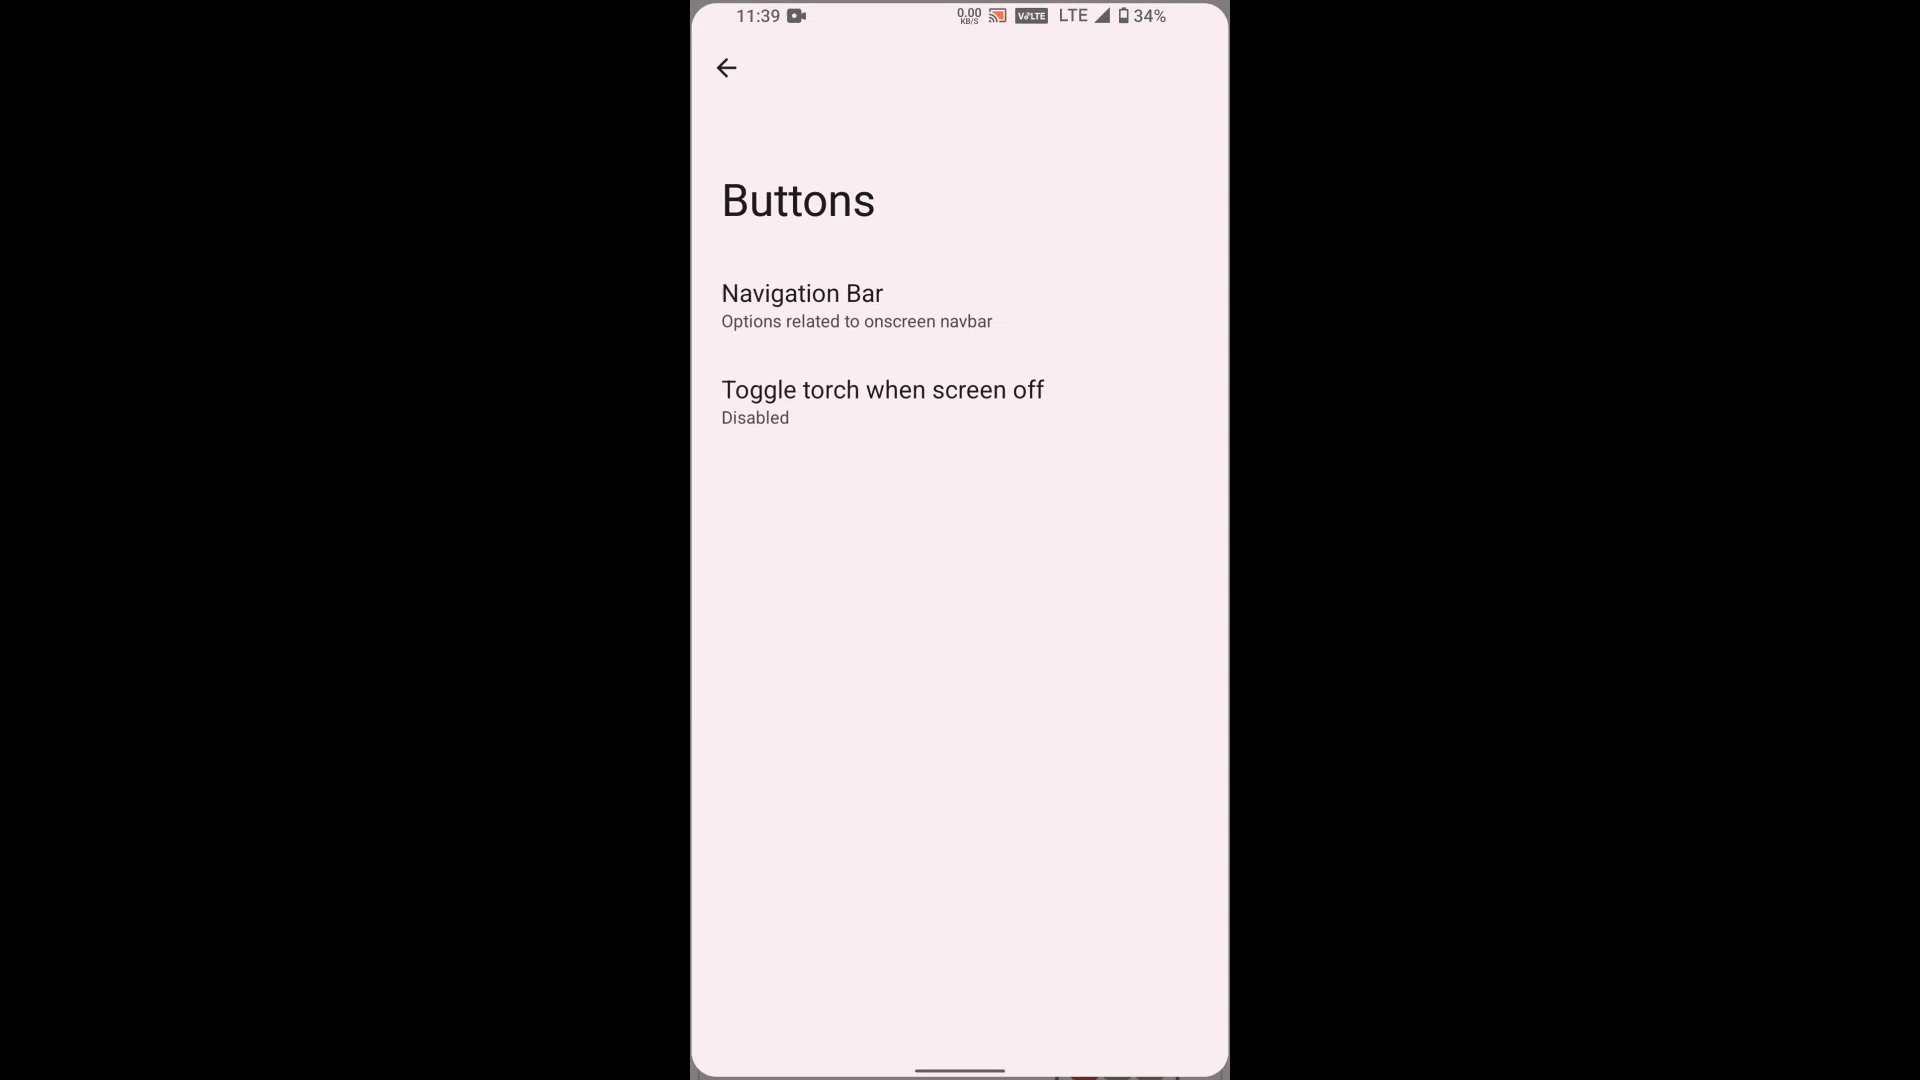 11:39 0.00 KB/S VoLTE LTE 34%
Buttons
Navigation Bar
Options related to onscreen navbar
Toggle torch when screen off
Disabled